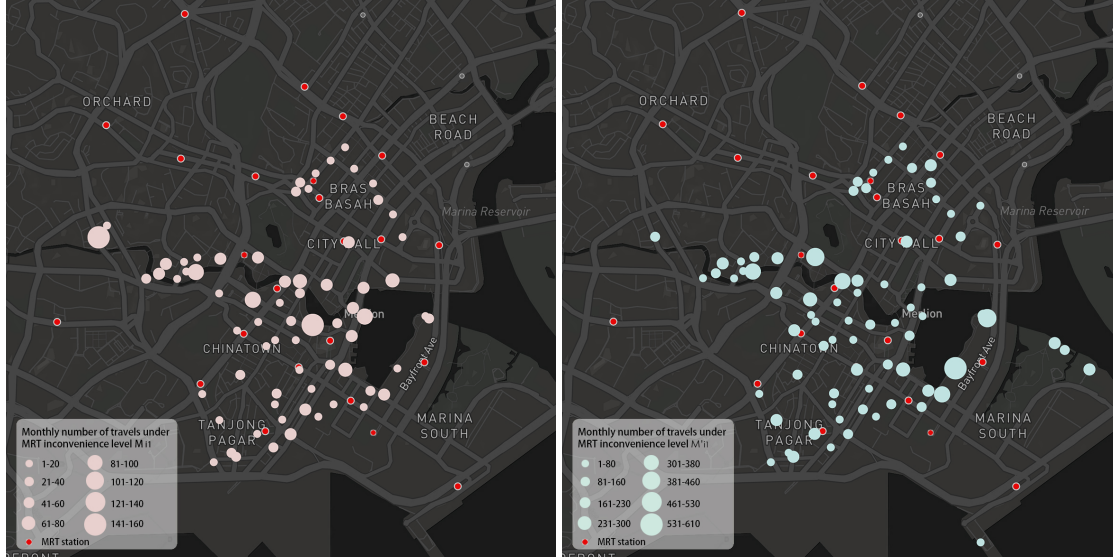 ORCHARD
BEACH
ROAD
BRAS
BASAH
Marina Reservoir
CITY HALL
Merlion
CHINATOWN
Bayfront Ave
TANJONG
PAGAR
MARINA
SOUTH
Monthly number of travels under
MRT inconvenience level M i1
1-20
81-100
21-40
101-120
41-60
121-140
61-80
141-160
MRT station
ORCHARD
BEACH
ROAD
BRAS
BASAH
Marina Reservoir
CITY HALL
Merlion
CHINATOWN
Bayfront Ave
TANJONG
PAGAR
MARINA
SOUTH
Monthly number of travels under
MRT inconvenience level M'i1
1-80
301-380
81-160
381-460
161-230
461-530
231-300
531-610
MRT station